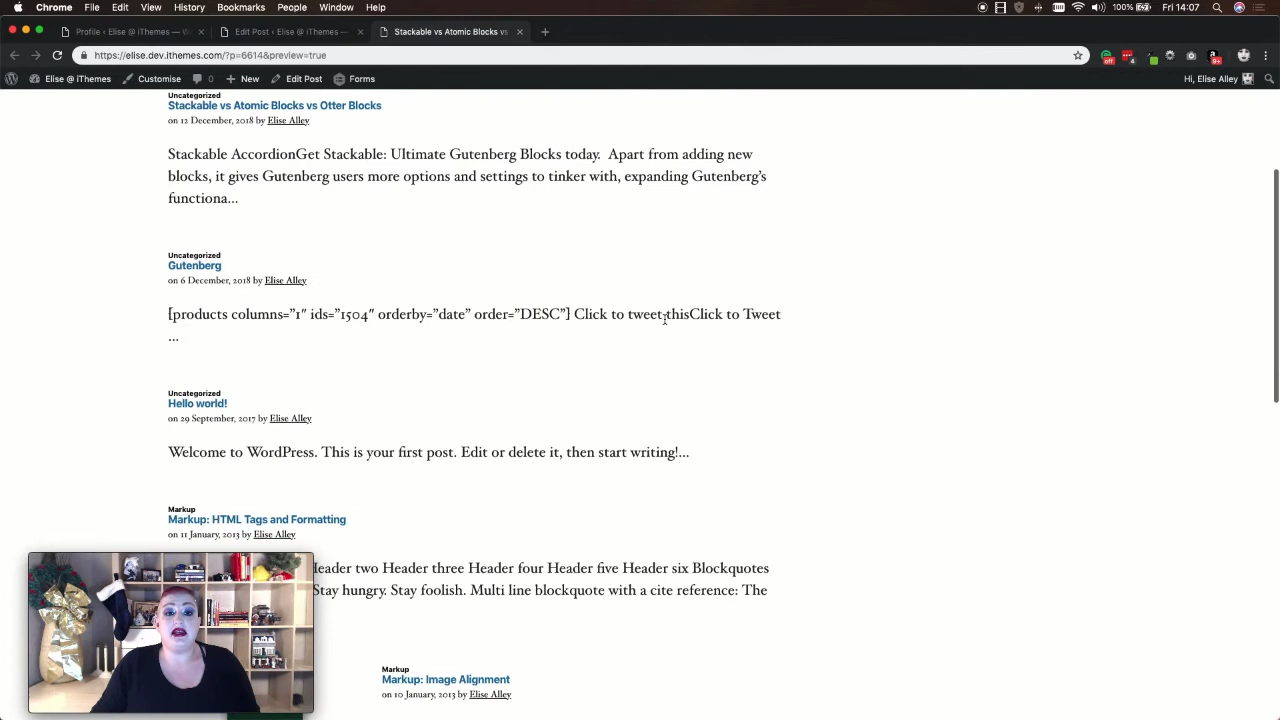 Chrome File Edit View History Bookmarks People Window Help 100% Fri 14:07
Profile ‹ Elise @ iThemes — W Edit Post ‹ Elise @ iThemes — Stackable vs Atomic Blocks vs
https://elise.dev.ithemes.com/?p=6614&preview=true
Elise @ iThemes Customise 0 New Edit Post Forms Hi, Elise Alley
Uncategorized
Stackable vs Atomic Blocks vs Otter Blocks
on 12 December, 2018 by Elise Alley
Stackable AccordionGet Stackable: Ultimate Gutenberg Blocks today. Apart from adding new
blocks, it gives Gutenberg users more options and settings to tinker with, expanding Gutenberg's
functiona...
Uncategorized
Gutenberg
on 6 December, 2018 by Elise Alley
[products columns=”1″ ids=”1504″ orderby=”date” order=”DESC”] Click to tweet thisClick to Tweet
...
Uncategorized
Hello world!
on 29 September, 2017 by Elise Alley
Welcome to WordPress. This is your first post. Edit or delete it, then start writing!...
Markup
Markup: HTML Tags and Formatting
on 11 January, 2013 by Elise Alley
Header two Header three Header four Header five Header six Blockquotes
Stay hungry. Stay foolish. Multi line blockquote with a cite reference: The
Markup
Markup: Image Alignment
on 10 January, 2013 by Elise Alley